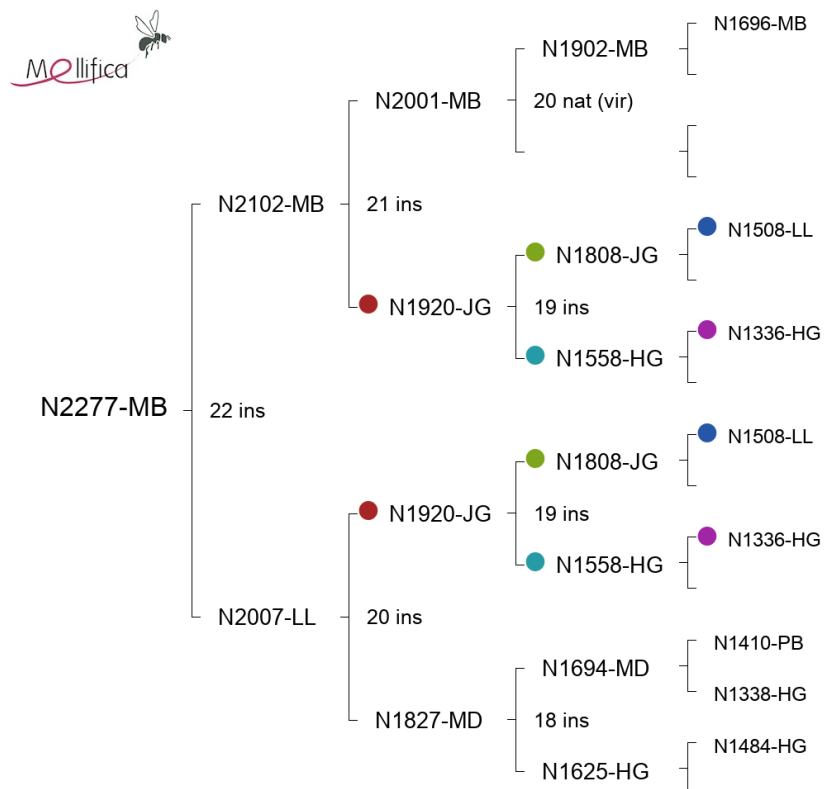 Mellifica
N1696-MB
N1902-MB
N2001-MB
20 nat (vir)
N2102-MB
21 ins
N1508-LL
N1808-JG
N1920-JG
19 ins
N1336-HG
N1558-HG
N2277-MB
22 ins
N1508-LL
N1808-JG
N1920-JG
19 ins
N1336-HG
N1558-HG
N2007-LL
20 ins
N1410-PB
N1694-MD
N1338-HG
N1827-MD
18 ins
N1484-HG
N1625-HG